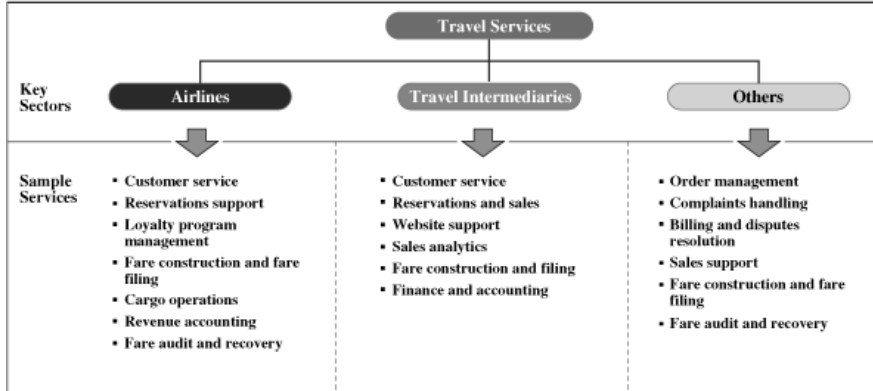 Travel Services
Key
Sectors
Airlines
Travel Intermediaries
Others
Sample
Services
▪ Customer service
▪ Reservations support
▪ Loyalty program
management
▪ Fare construction and fare
filing
▪ Cargo operations
▪ Revenue accounting
▪ Fare audit and recovery
▪ Customer service
▪ Reservations and sales
▪ Website support
▪ Sales analytics
▪ Fare construction and filing
▪ Finance and accounting
▪ Order management
▪ Complaints handling
▪ Billing and disputes
resolution
▪ Sales support
▪ Fare construction and fare
filing
▪ Fare audit and recovery